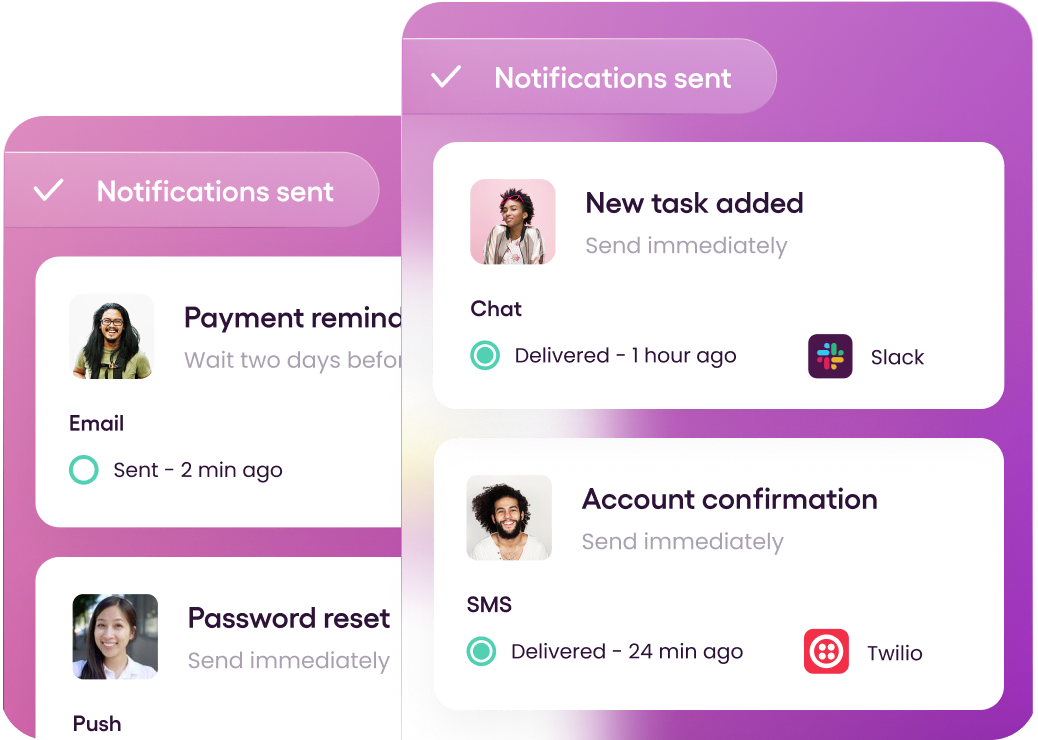 Notifications sent
Payment remind
Wait two days befor
Email
Sent - 2 min ago
Password reset
Send immediately
Push
Notifications sent
New task added
Send immediately
Chat
Delivered - 1 hour ago
Slack
Account confirmation
Send immediately
SMS
Delivered - 24 min ago
Twilio